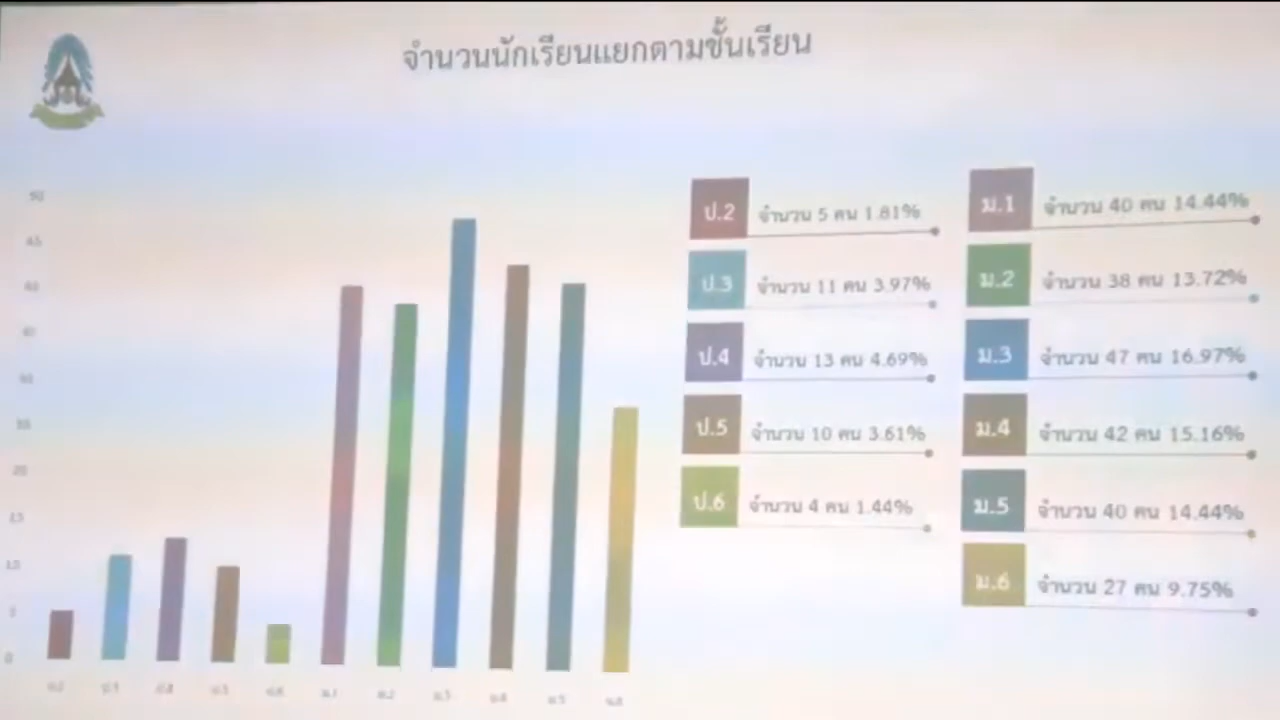 จำนวนนักเรียนแยกตามชั้นเรียน
50
45
20
15
5
0
ป.2 จำนวน 5 คน 1.81%
ป.3 จำนวน 11 คน 3.97%
ป.4 จำนวน 13 คน 4.69%
ป.5 จำนวน 10 คน 3.61%
ป.6 จำนวน 4 คน 1.44%
ม.1 จำนวน 40 คน 14.44%
ม.2 จำนวน 38 คน 13.72%
ม.3 จำนวน 47 คน 16.97%
ม.4 จำนวน 42 คน 15.16%
ม.5 จำนวน 40 คน 14.44%
ม.6 จำนวน 27 คน 9.75%